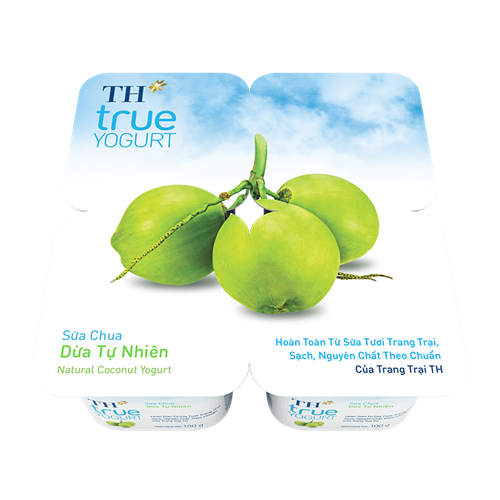 TH
true
YOGURT
Sữa Chua
Dừa Tự Nhiên
Natural Coconut Yogurt
Hoàn Toàn Từ Sữa Tươi Trang Trại,
Sạch, Nguyên Chất Theo Chuẩn
Của Trang Trại TH
TH
true
YOGURT
Sữa Chua
Dừa Tự Nhiên
100 g
TH
true
YOGURT
Sữa Chua
Dừa Tự Nhiên
100 g